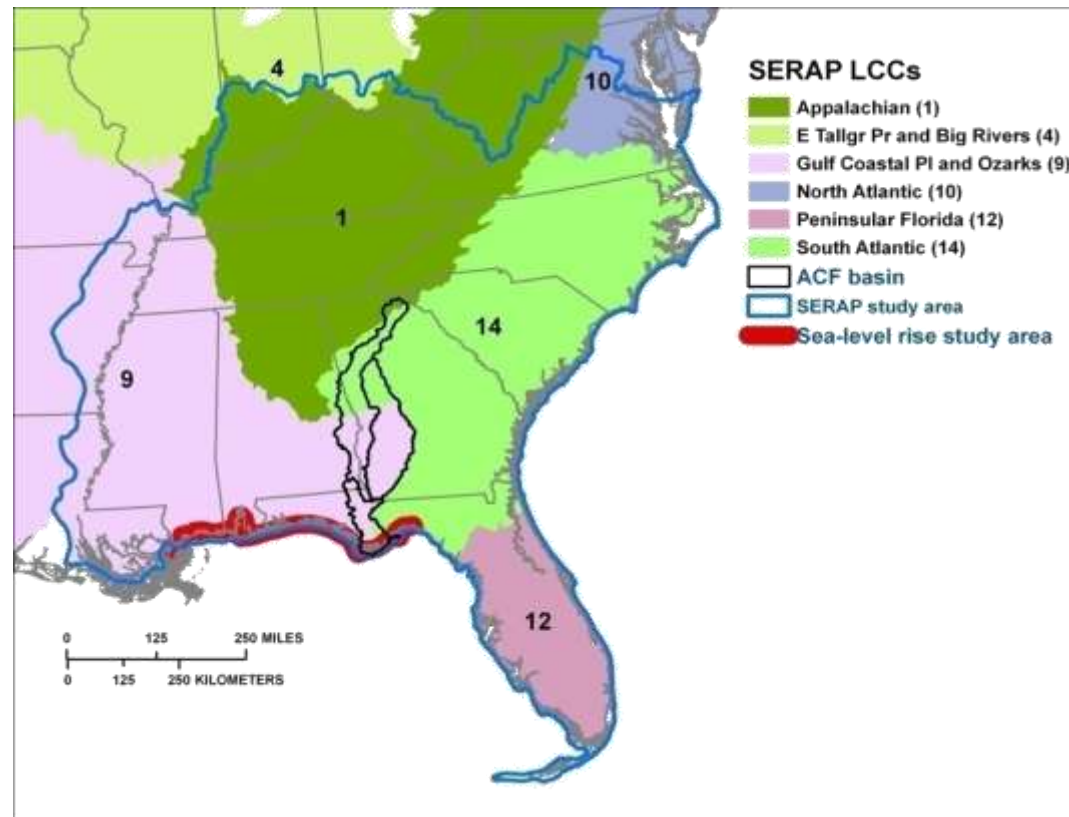 4
10
1
14
9
12
SERAP LCCs
Appalachian (1)
E Tallgr Pr and Big Rivers (4)
Gulf Coastal Pl and Ozarks (9)
North Atlantic (10)
Peninsular Florida (12)
South Atlantic (14)
ACF basin
SERAP study area
Sea-level rise study area
0 125 250 MILES
0 125 250 KILOMETERS